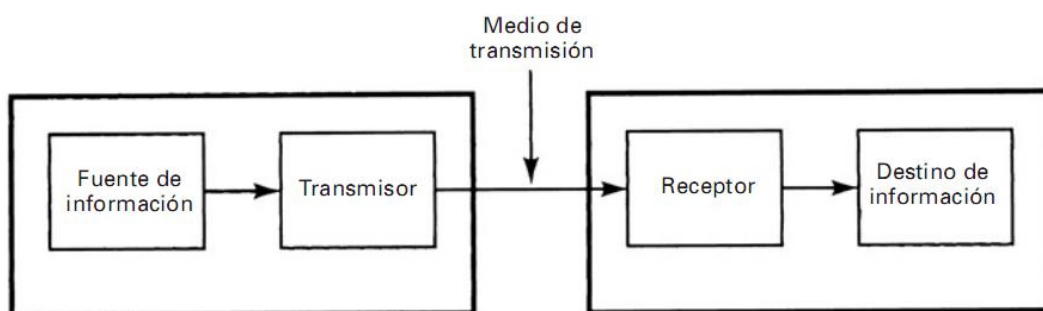 Medio de
transmisión
Fuente de
información
Transmisor
Receptor
Destino de
información